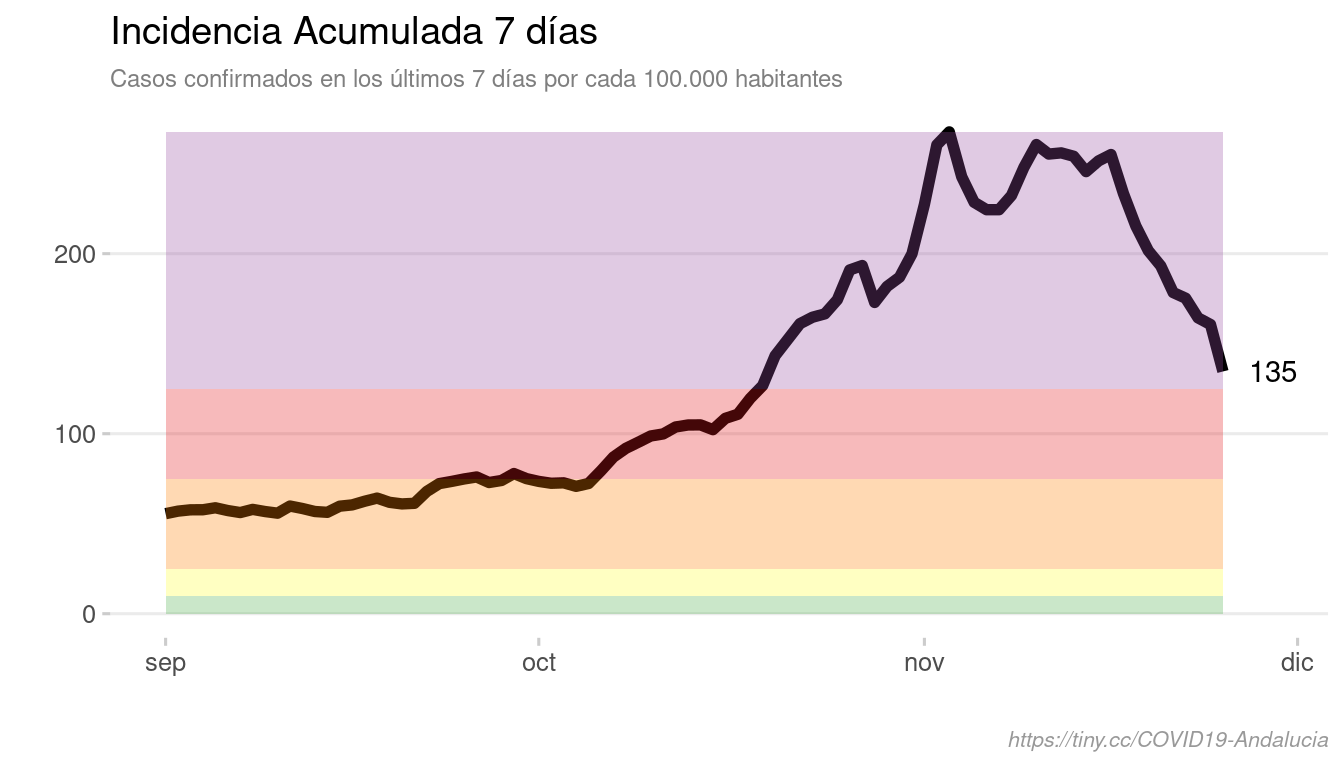 Incidencia Acumulada 7 días
Casos confirmados en los últimos 7 días por cada 100.000 habitantes
200
135
100
0
sep oct nov dic
https://tiny.cc/COVID19-Andalucia